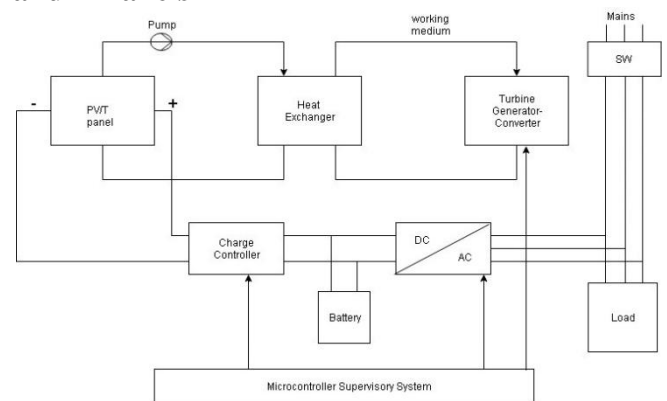 Pump
working
medium
Mains
SW
-
+
PV/T
panel
Heat
Exchanger
Turbine
Generator-
Converter
Charge
Controller
DC
AC
Battery
Load
Microcontroller Supervisory System